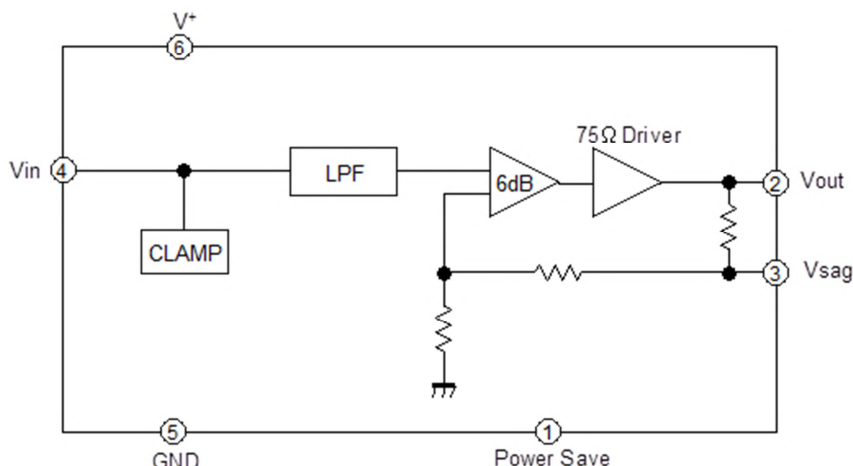 V+
6
75Ω Driver
Vin 4
LPF
6dB
2 Vout
CLAMP
3 Vsag
5
1
GND
Power Save